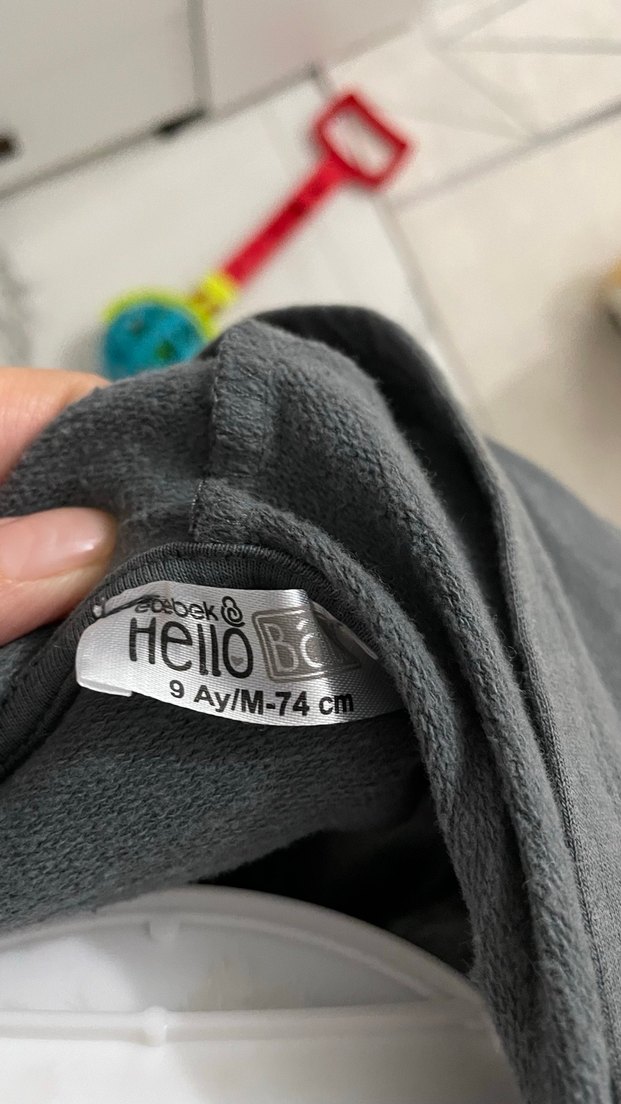 ebebek
Hello
9 Ay/M-74 cm